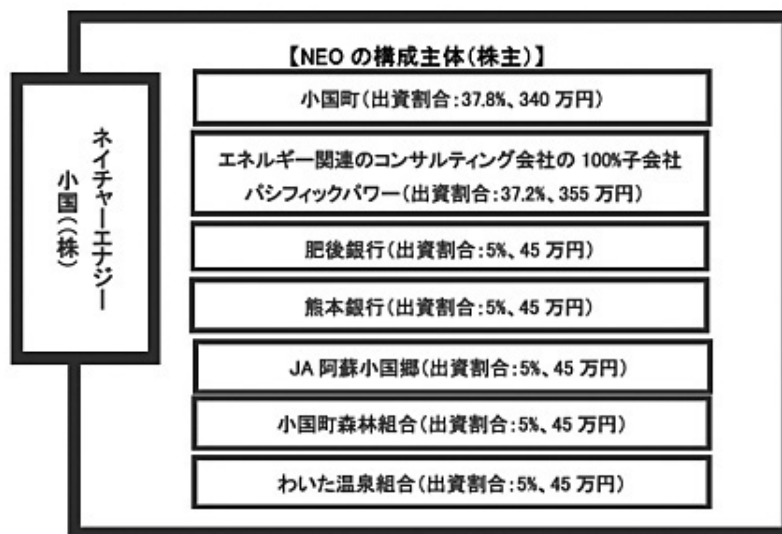 【NEO の構成主体(株主)】
ネイチャーエナジー
小国((株)
小国町(出資割合:37.8%、340 万円)
エネルギー関連のコンサルティング会社の 100%子会社
パシフィックパワー(出資割合:37.2%、355 万円)
肥後銀行(出資割合:5%、45 万円)
熊本銀行(出資割合:5%、45 万円)
JA 阿蘇小国郷(出資割合:5%、45 万円)
小国町森林組合(出資割合:5%、45 万円)
わいた温泉組合(出資割合:5%、45 万円)